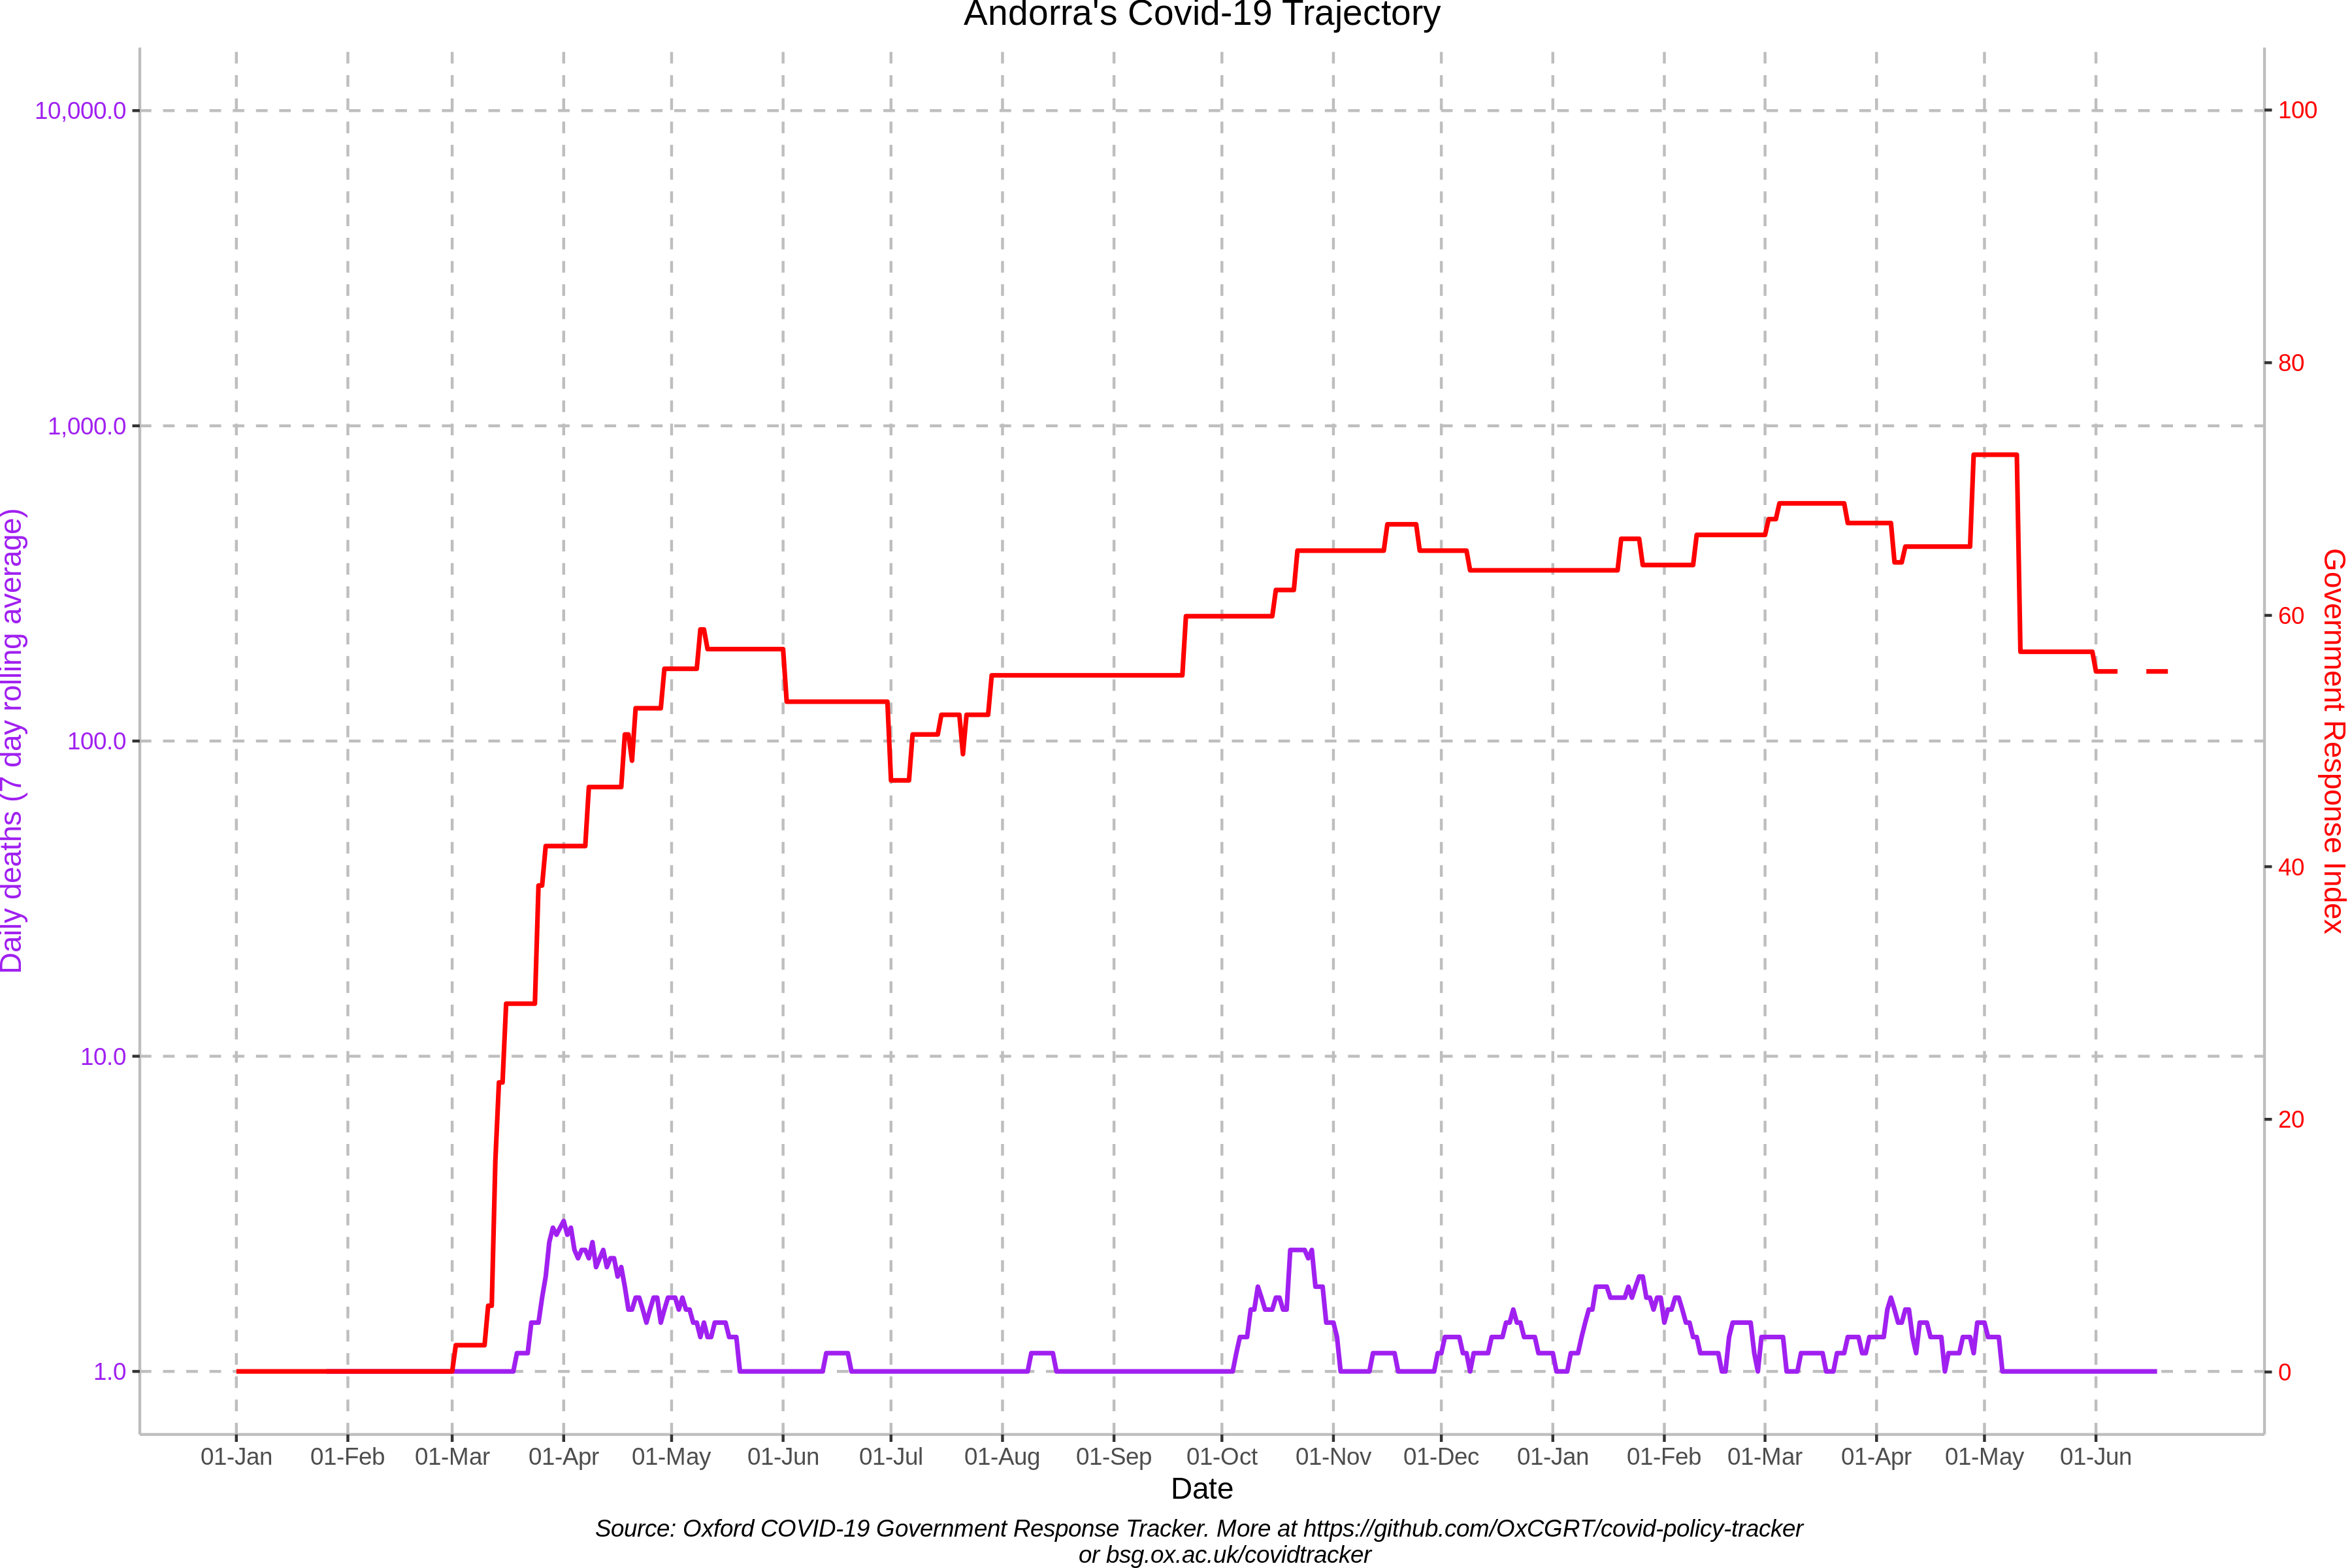 Andorra's Covid-19 Trajectory
Daily deaths (7 day rolling average)
10,000.0
1,000.0
100.0
10.0
1.0
100
80
60
40
20
0
Government Response Index
01-Jan 01-Feb 01-Mar 01-Apr 01-May 01-Jun 01-Jul 01-Aug 01-Sep 01-Oct 01-Nov 01-Dec 01-Jan 01-Feb 01-Mar 01-Apr 01-May 01-Jun
Date
Source: Oxford COVID-19 Government Response Tracker. More at https://github.com/OxCGRT/covid-policy-tracker
or bsg.ox.ac.uk/covidtracker